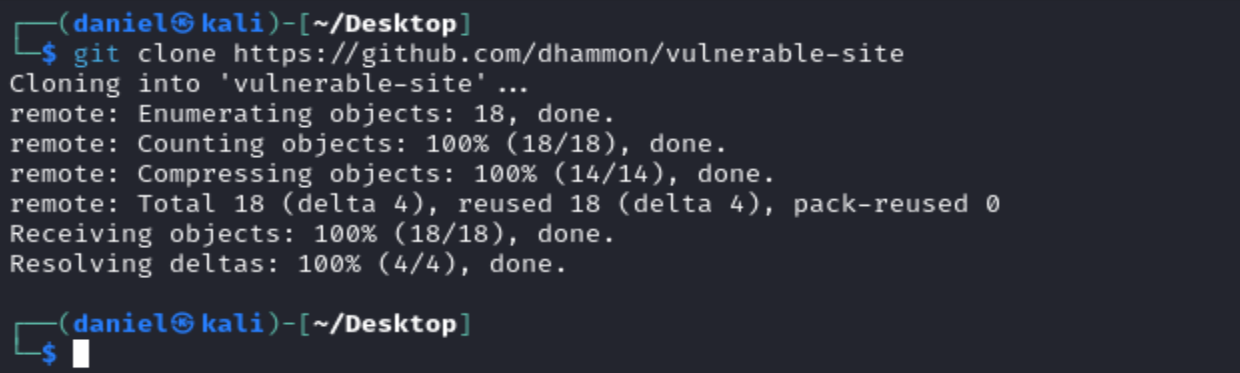 ┌──(daniel㉿kali)-[~/Desktop]
└─$ git clone https://github.com/dhammon/vulnerable-site
Cloning into 'vulnerable-site'...
remote: Enumerating objects: 18, done.
remote: Counting objects: 100% (18/18), done.
remote: Compressing objects: 100% (14/14), done.
remote: Total 18 (delta 4), reused 18 (delta 4), pack-reused 0
Receiving objects: 100% (18/18), done.
Resolving deltas: 100% (4/4), done.
┌──(daniel㉿kali)-[~/Desktop]
└─$